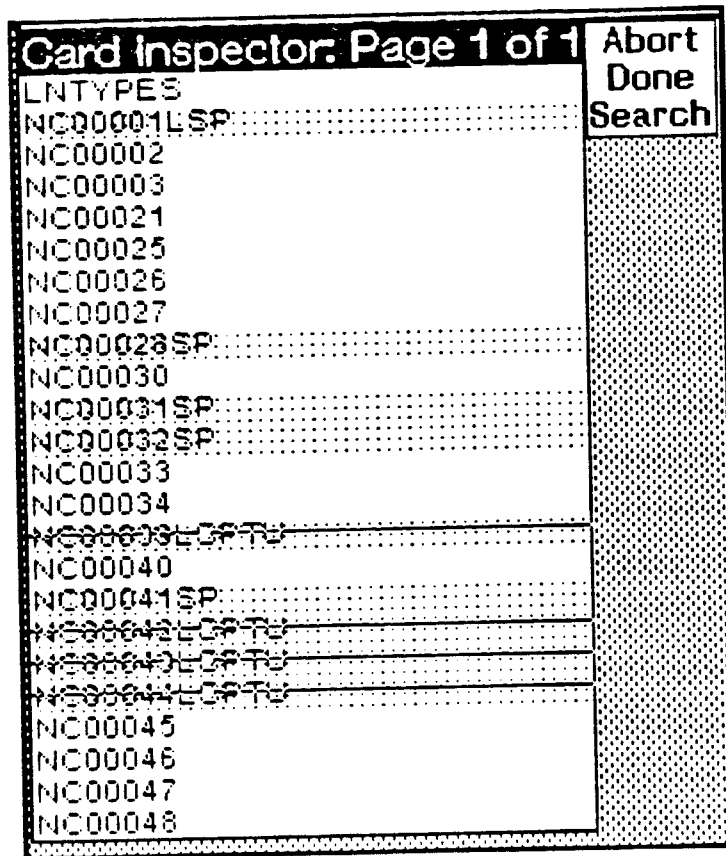 Card Inspector: Page 1 of 1
Abort
Done
Search
LNTYPES
NC00001LSP
NC00002
NC00003
NC00021
NC00025
NC00026
NC00027
NC00028SP
NC00030
NC00031SP
NC00032SP
NC00033
NC00034
NC00040
NC00041SP
NC00045
NC00046
NC00047
NC00048